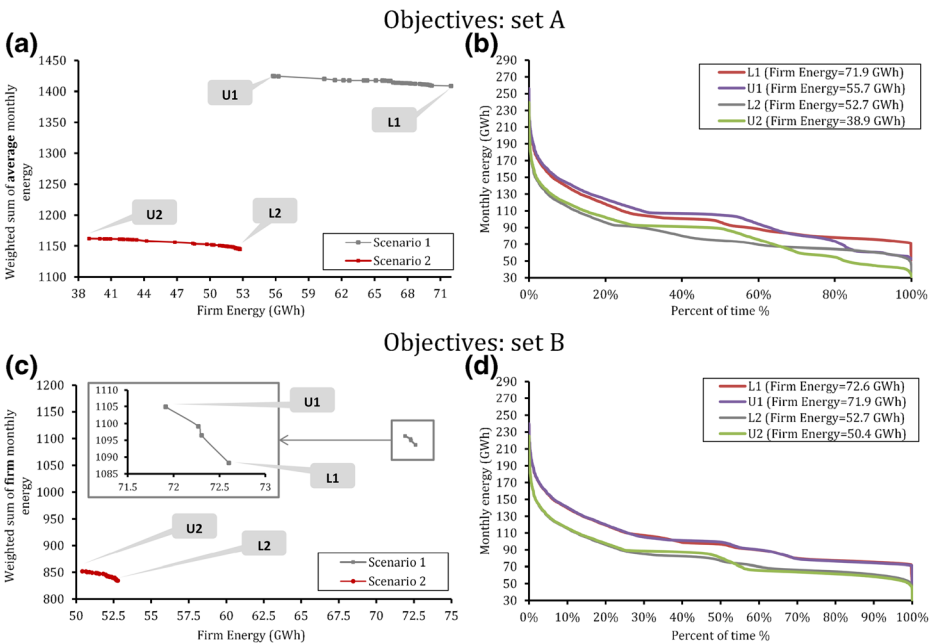 Objectives: set A
(a)
Weighted sum of average monthly
energy
1450
1400
1350
1300
1250
1200
1150
1100
U1
L1
U2
L2
Scenario 1
Scenario 2
38 41 44 47 50 53 56 59 62 65 68 71
Firm Energy (GWh)
(b)
Monthly energy (GWh)
290
270
250
230
210
190
170
150
130
110
90
70
50
30
L1 (Firm Energy=71.9 GWh)
U1 (Firm Energy=55.7 GWh)
L2 (Firm Energy=52.7 GWh)
U2 (Firm Energy=38.9 GWh)
0% 20% 40% 60% 80% 100%
Percent of time %
Objectives: set B
(c)
Weighted sum of firm monthly
energy
1200
1150
1100
1050
1000
950
900
850
800
1110
1105
1100
1095
1090
1085
71.5 72 72.5 73
U1
L1
U2
L2
Scenario 1
Scenario 2
50 52.5 55 57.5 60 62.5 65 67.5 70 72.5 75
Firm Energy (GWh)
(d)
Monthly energy (GWh)
290
270
250
230
210
190
170
150
130
110
90
70
50
30
L1 (Firm Energy=72.6 GWh)
U1 (Firm Energy=71.9 GWh)
L2 (Firm Energy=52.7 GWh)
U2 (Firm Energy=50.4 GWh)
0% 10% 20% 30% 40% 50% 60% 70% 80% 90% 100%
Percent of time %